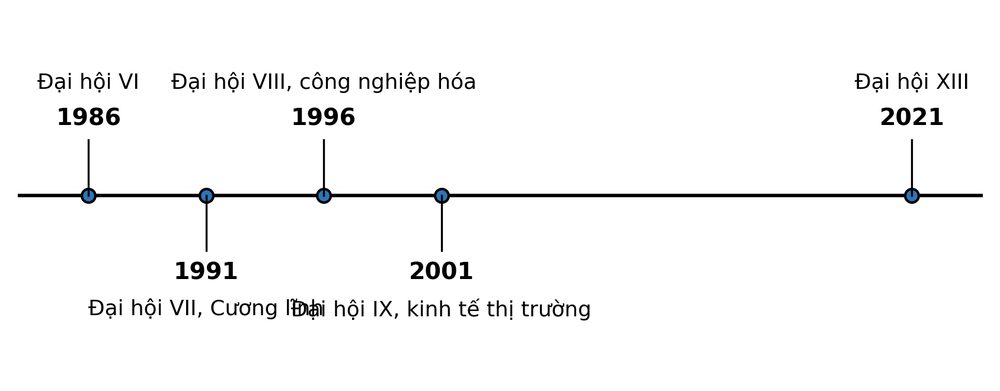 Đại hội VI
1986
Đại hội VIII, công nghiệp hóa
1996
Đại hội XIII
2021
1991
Đại hội VII, Cương lĩnh
2001
Đại hội IX, kinh tế thị trường